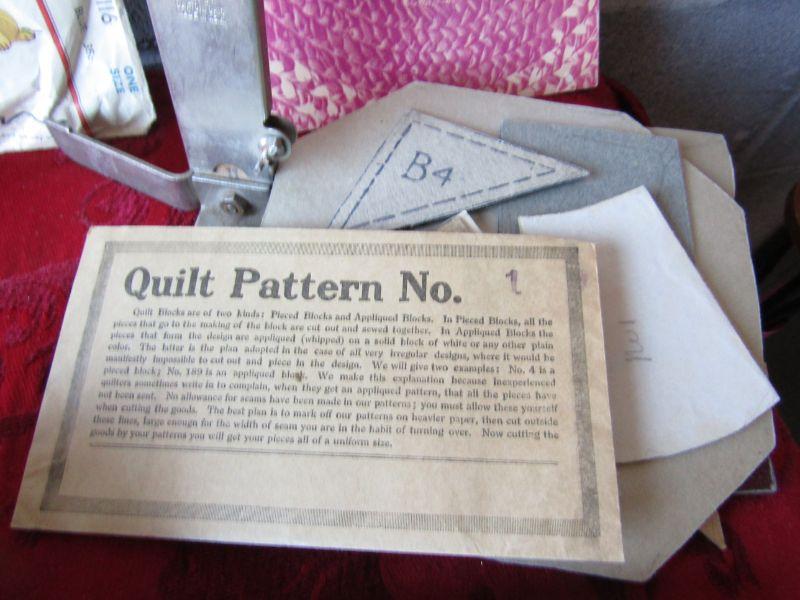 116
ONE
SIZE
B4
Quilt Pattern No. 1
Quilt Blocks are of two kinds: Pieced Blocks and Appliqued Blocks. In Pieced Blocks, all the
pieces that go to the making of the block are cut out and sewed together. In Appliqued Blocks the
pieces that form the design are appliqued (whipped) on a solid block of white or any other plain
color. The latter is the plan adopted in the case of all very irregular designs, where it would be
manifestly impossible to cut out and piece in the design. We will give two examples: No. 4 is a
pieced block; No. 189 is an appliqued block. We make this explanation because inexperienced
quilters sometimes write in to complain, when they get an appliqued pattern, that all the pieces have
not been sent. No allowance for seams have been made in our patterns; you must allow these yourself
when cutting the goods. The best plan is to mark off our patterns on heavier paper, then cut outside
these lines, large enough for the width of seam you are in the habit of turning over. Now cutting the
goods by your patterns you will get your pieces all of a uniform size.